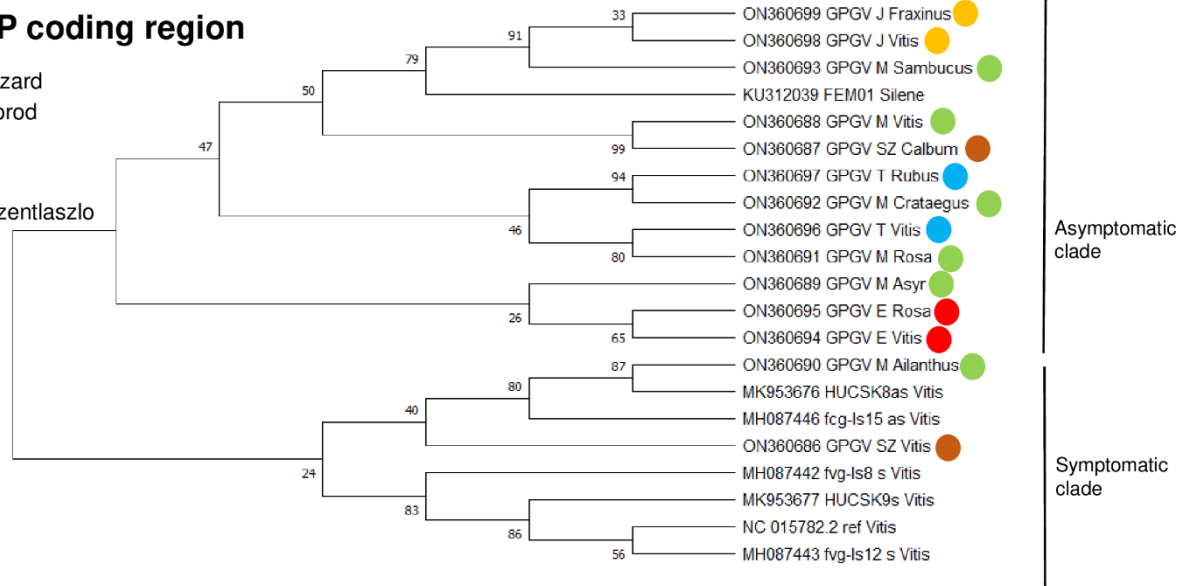 P coding region
zard
orod
zentlaszlo
33
91
79
50
47
99
94
46
80
26
65
87
80
40
24
83
86
56
ON360699 GPGV J Fraxinus
ON360698 GPGV J Vitis
ON360693 GPGV M Sambucus
KU312039 FEM01 Silene
ON360688 GPGV M Vitis
ON360687 GPGV SZ Calbum
ON360697 GPGV T Rubus
ON360692 GPGV M Crataegus
ON360696 GPGV T Vitis
ON360691 GPGV M Rosa
ON360689 GPGV M Asyr
ON360695 GPGV E Rosa
ON360694 GPGV E Vitis
ON360690 GPGV M Ailanthus
MK953676 HUCSK8as Vitis
MH087446 fcg-Is15 as Vitis
ON360686 GPGV SZ Vitis
MH087442 fvg-Is8 s Vitis
MK953677 HUCSK9s Vitis
NC 015782.2 ref Vitis
MH087443 fvg-Is12 s Vitis
Asymptomatic
clade
Symptomatic
clade